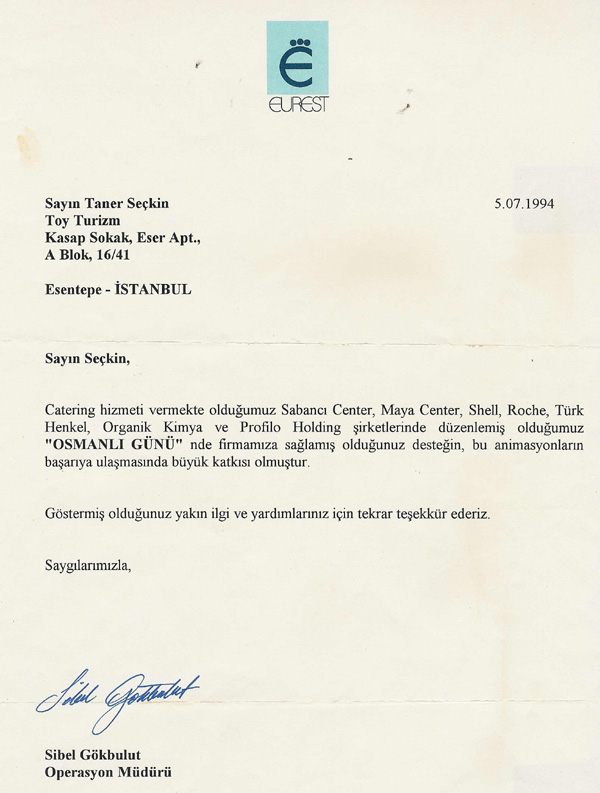 EUREST
Sayın Taner Seçkin 5.07.1994
Toy Turizm
Kasap Sokak, Eser Apt.,
A Blok, 16/41
Esentepe - İSTANBUL
Sayın Seçkin,
Catering hizmeti vermekte olduğumuz Sabancı Center, Maya Center, Shell, Roche, Türk
Henkel, Organik Kimya ve Profilo Holding şirketlerinde düzenlemiş olduğumuz
"OSMANLI GÜNÜ" nde firmamıza sağlamış olduğunuz desteğin, bu animasyonların
başarıya ulaşmasında büyük katkısı olmuştur.
Göstermiş olduğunuz yakın ilgi ve yardımlarınız için tekrar teşekkür ederiz.
Saygılarımızla,
Sibel Gökbulut
Sibel Gökbulut
Operasyon Müdürü